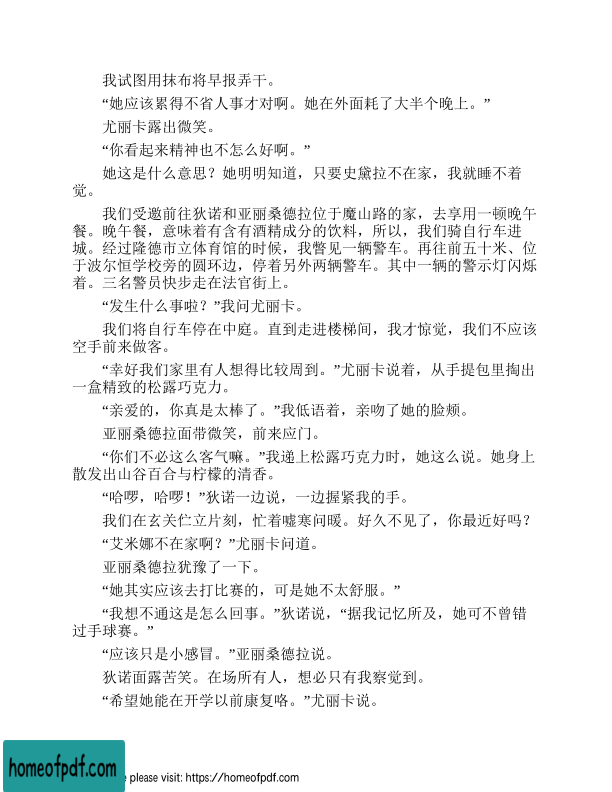 我试图用抹布将早报弄干。
“她应该累得不省人事才对啊。她在外面耗了大半个晚上。”
尤丽卡露出微笑。
“你看起来精神也不怎么好啊。”
她这是什么意思？她明明知道，只要史黛拉不在家，我就睡不着
觉。
我们受邀前往狄诺和亚丽桑德拉位于魔山路的家，去享用一顿晚午
餐。晚午餐，意味着有含有酒精成分的饮料，所以，我们骑自行车进
城。经过隆德市立体育馆的时候，我瞥见一辆警车。再往前五十米、位
于波尔恒学校旁的圆环边，停着另外两辆警车。其中一辆的警示灯闪烁
着。三名警员快步走在法官街上。
“发生什么事啦？”我问尤丽卡。
我们将自行车停在中庭。直到走进楼梯间，我才惊觉，我们不应该
空手前来做客。
“幸好我们家里有人想得比较周到。”尤丽卡说着，从手提包里掏出
一盒精致的松露巧克力。
“亲爱的，你真是太棒了。”我低语着，亲吻了她的脸颊。
亚丽桑德拉面带微笑，前来应门。
“你们不必这么客气嘛。”我递上松露巧克力时，她这么说。她身上
散发出山谷百合与柠檬的清香。
“哈啰，哈啰！”狄诺一边说，一边握紧我的手。
我们在玄关伫立片刻，忙着嘘寒问暖。好久不见了，你最近好吗？
“艾米娜不在家啊？”尤丽卡问道。
亚丽桑德拉犹豫了一下。
“她其实应该去打比赛的，可是她不太舒服。”
“我想不通这是怎么回事。”狄诺说，“据我记忆所及，她可不曾错
过手球赛。”
“应该只是小感冒。”亚丽桑德拉说。
狄诺面露苦笑。在场所有人，想必只有我察觉到。
“希望她能在开学以前康复咯。”尤丽卡说。
homeofpdf.com
e please visit: https://homeofpdf.com